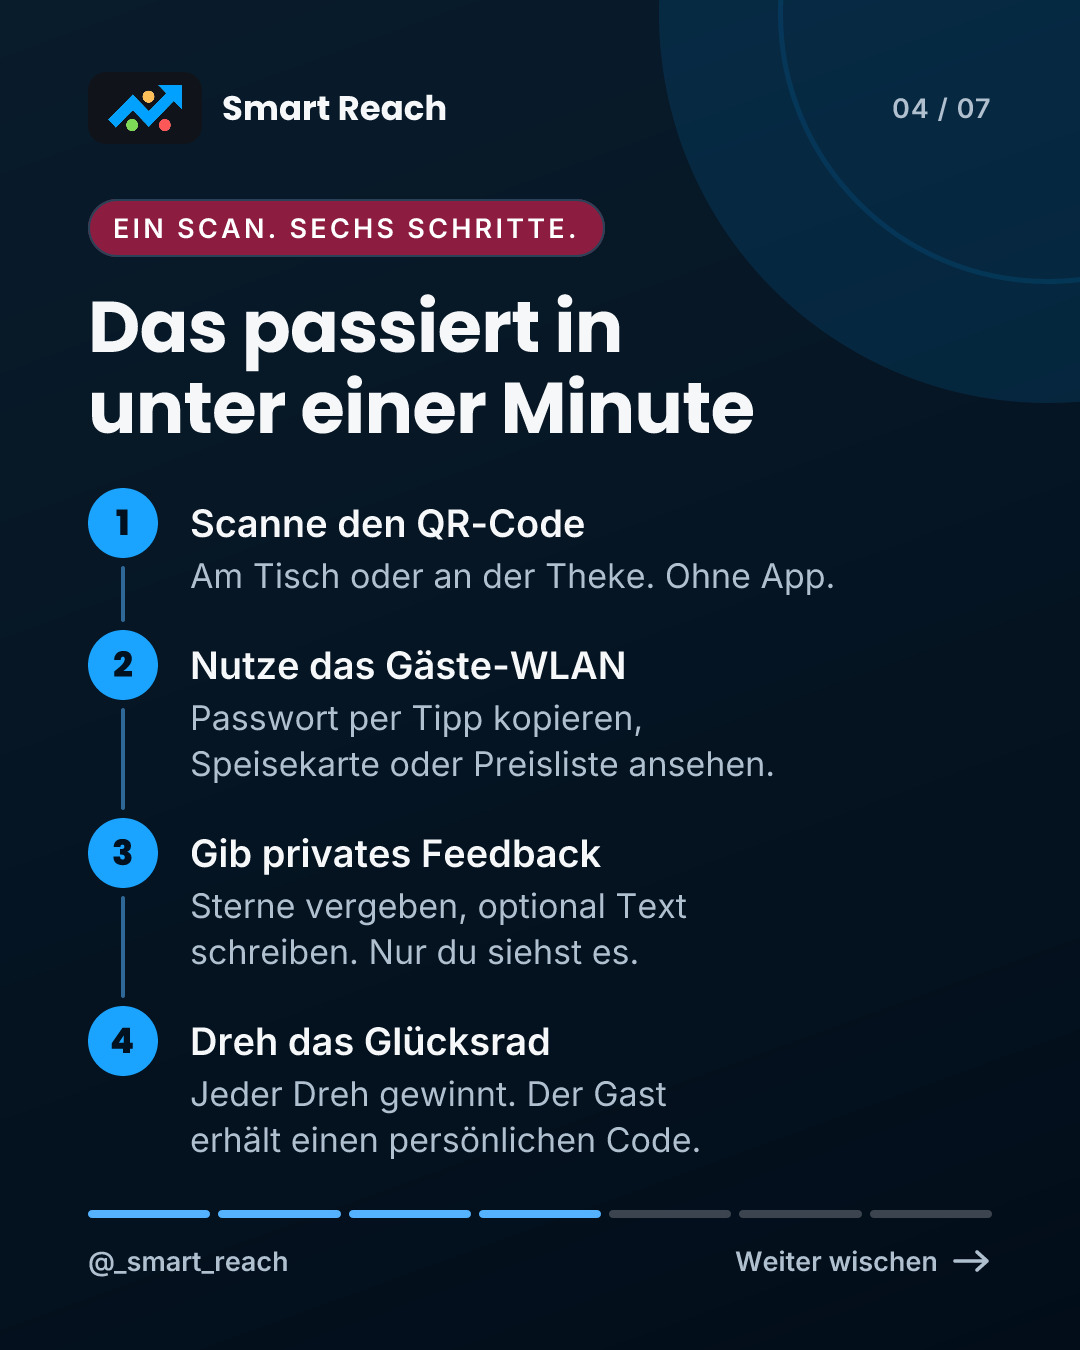 Smart Reach
04 / 07
EIN SCAN. SECHS SCHRITTE.
Das passiert in
unter einer Minute
1
Scanne den QR-Code
Am Tisch oder an der Theke. Ohne App.
2
Nutze das Gäste-WLAN
Passwort per Tipp kopieren,
Speisekarte oder Preisliste ansehen.
3
Gib privates Feedback
Sterne vergeben, optional Text
schreiben. Nur du siehst es.
4
Dreh das Glücksrad
Jeder Dreh gewinnt. Der Gast
erhält einen persönlichen Code.
@_smart_reach
Weiter wischen →